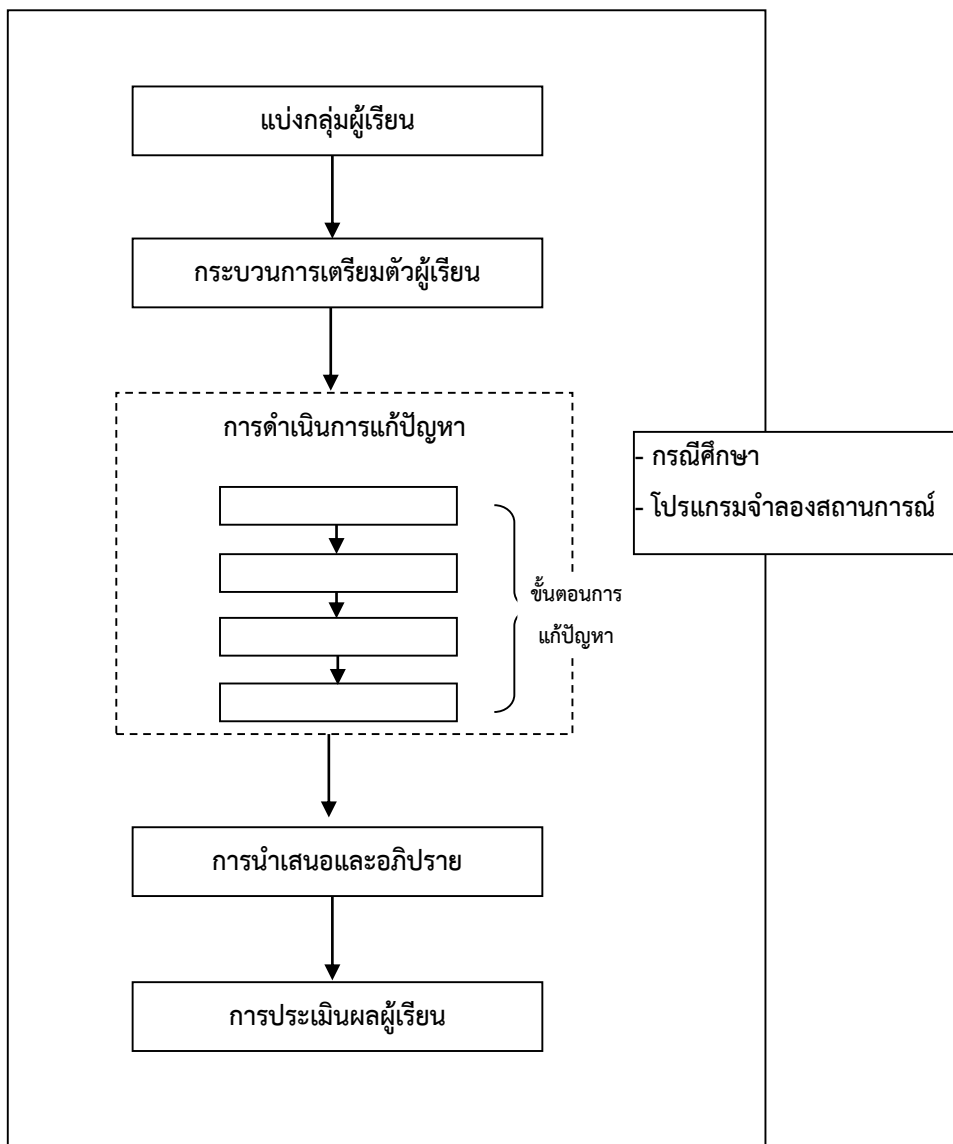 แบ่งกลุ่มผู้เรียน
กระบวนการเตรียมตัวผู้เรียน
การดำเนินการแก้ปัญหา
- กรณีศึกษา
- โปรแกรมจำลองสถานการณ์
ขั้นตอนการ
แก้ปัญหา
การนำเสนอและอภิปราย
การประเมินผลผู้เรียน